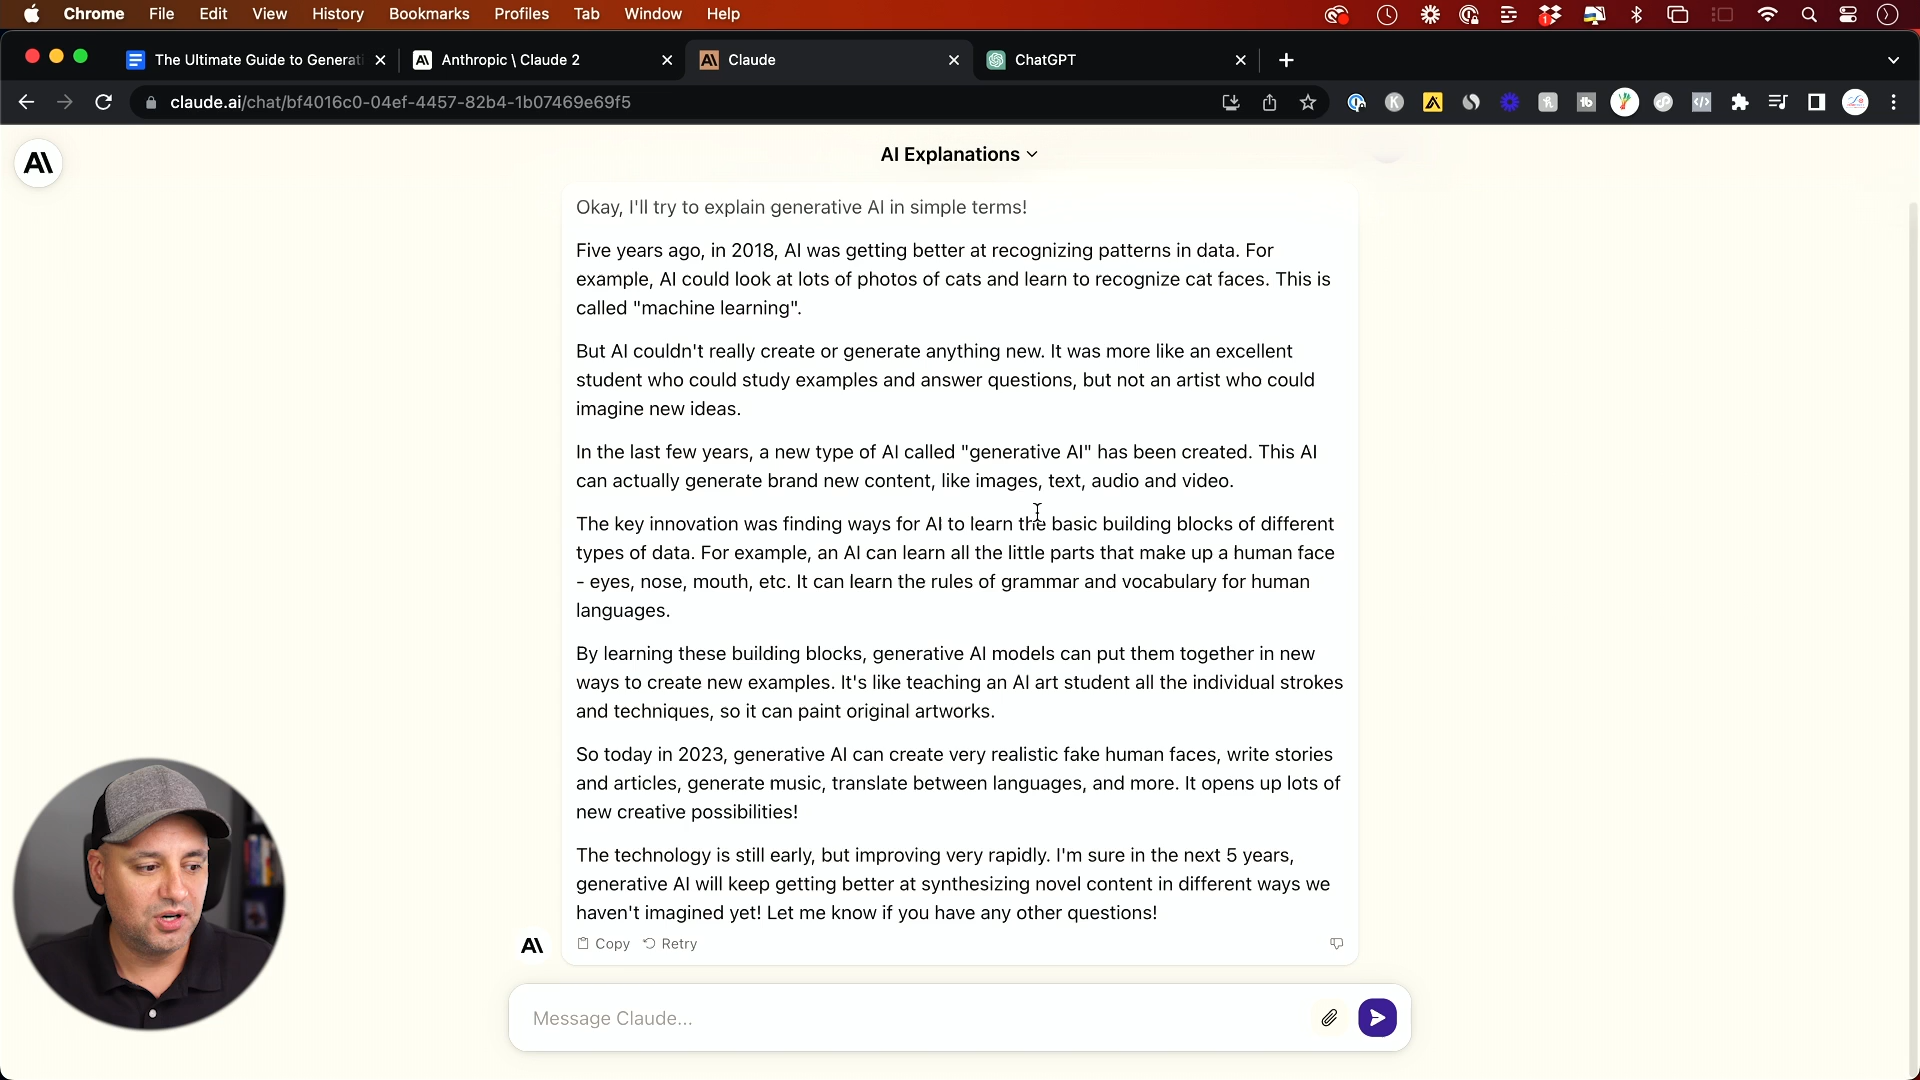 Chrome File Edit View History Bookmarks Profiles Tab Window Help
The Ultimate Guide to Generati
Anthropic \ Claude 2
Claude
ChatGPT
claude.ai/chat/bf4016c0-04ef-4457-82b4-1b07469e69f5
AI Explanations
Okay, I'll try to explain generative AI in simple terms!
Five years ago, in 2018, AI was getting better at recognizing patterns in data. For
example, AI could look at lots of photos of cats and learn to recognize cat faces. This is
called "machine learning".
But AI couldn't really create or generate anything new. It was more like an excellent
student who could study examples and answer questions, but not an artist who could
imagine new ideas.
In the last few years, a new type of AI called "generative AI" has been created. This AI
can actually generate brand new content, like images, text, audio and video.
The key innovation was finding ways for AI to learn the basic building blocks of different
types of data. For example, an AI can learn all the little parts that make up a human face
- eyes, nose, mouth, etc. It can learn the rules of grammar and vocabulary for human
languages.
By learning these building blocks, generative AI models can put them together in new
ways to create new examples. It's like teaching an AI art student all the individual strokes
and techniques, so it can paint original artworks.
So today in 2023, generative AI can create very realistic fake human faces, write stories
and articles, generate music, translate between languages, and more. It opens up lots of
new creative possibilities!
The technology is still early, but improving very rapidly. I'm sure in the next 5 years,
generative AI will keep getting better at synthesizing novel content in different ways we
haven't imagined yet! Let me know if you have any other questions!
Copy Retry
Message Claude...